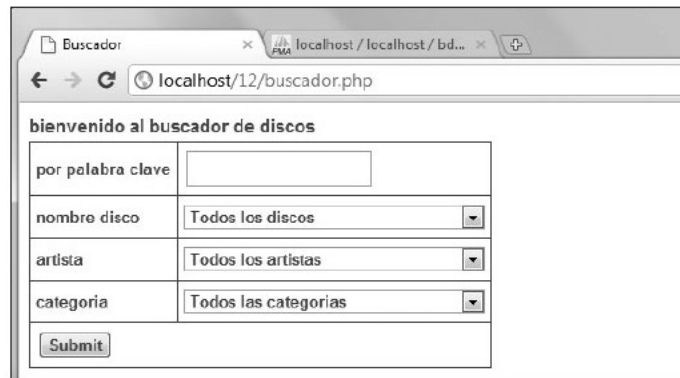 Buscador
PMA localhost / localhost / bd...
localhost/12/buscador.php
bienvenido al buscador de discos
por palabra clave
nombre disco Todos los discos
artista Todos los artistas
categoria Todos las categorias
Submit